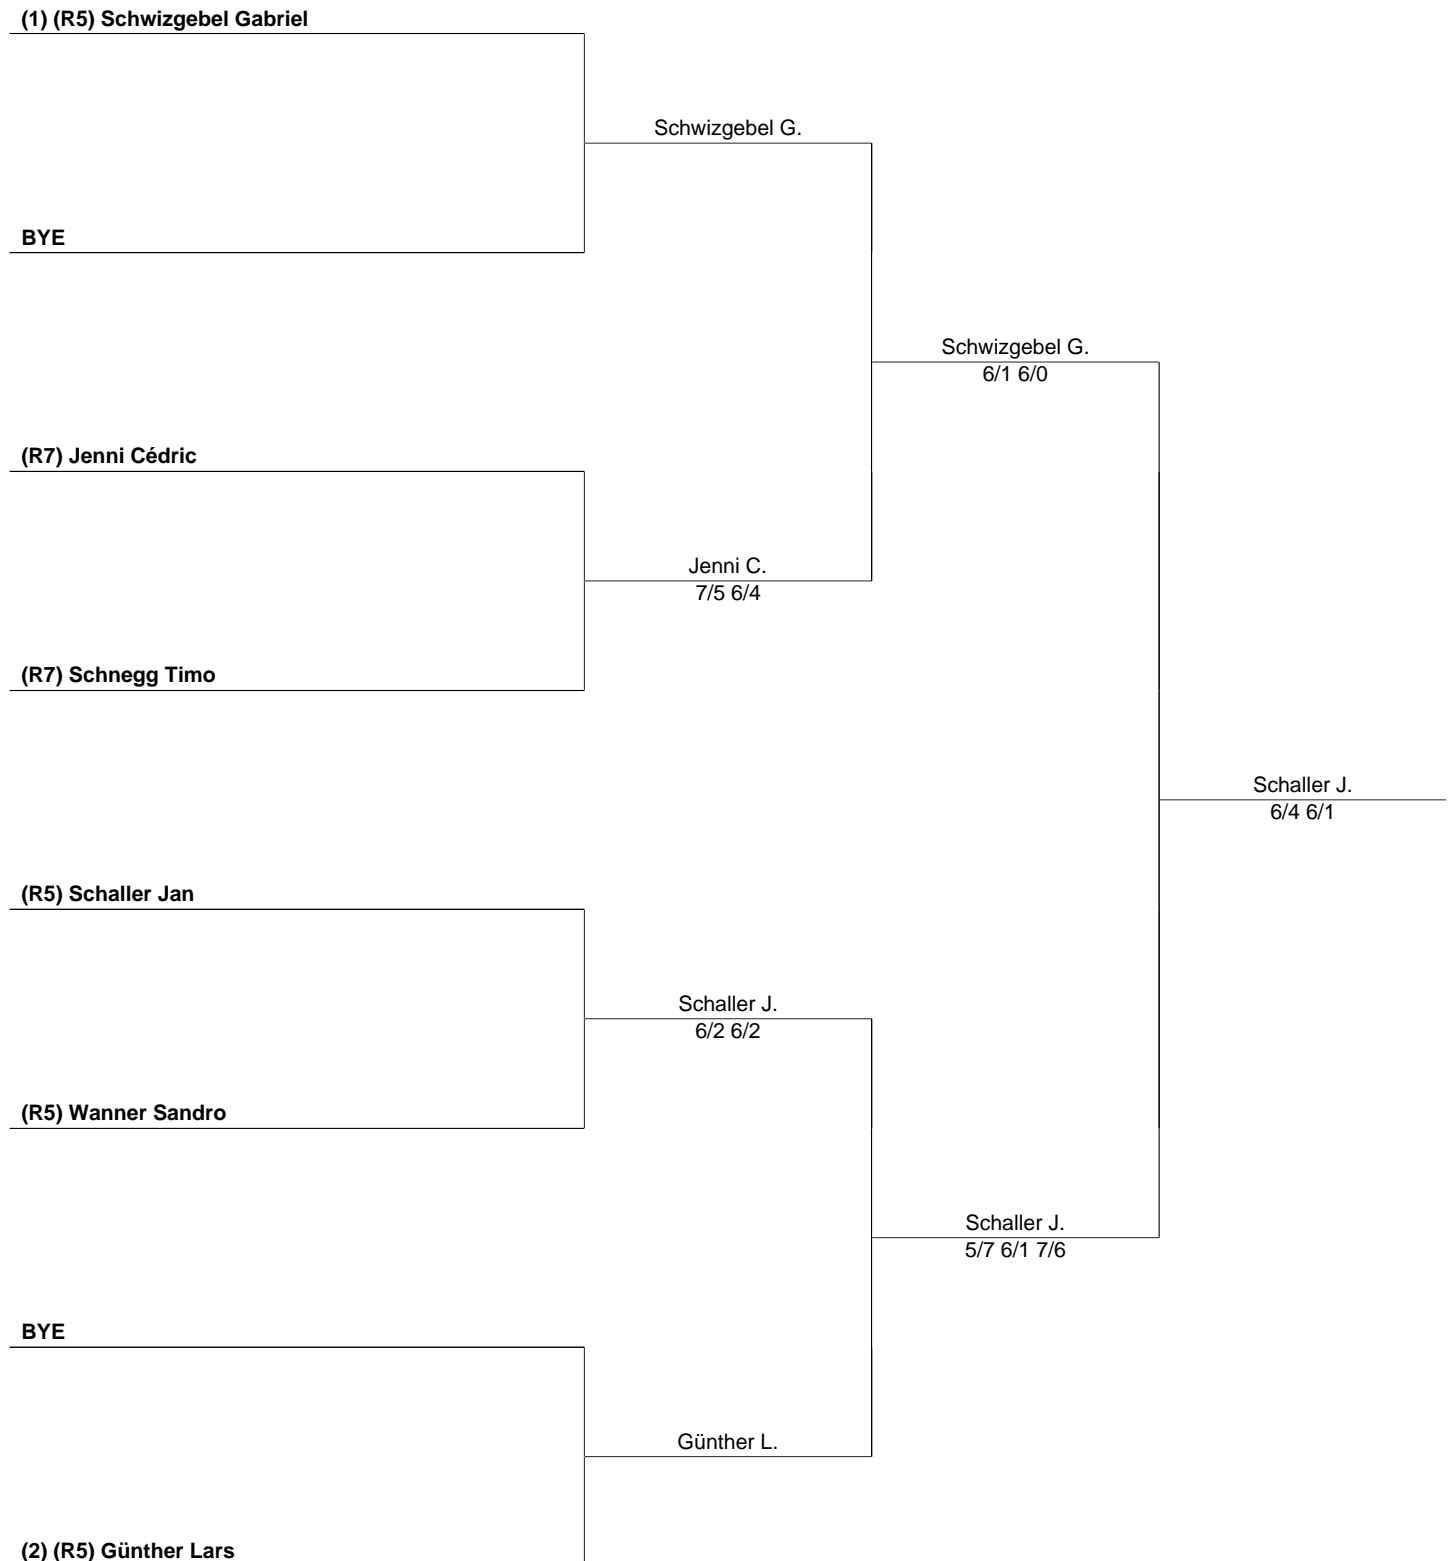 (1) (R5) Schwizgebel Gabriel
Schwizgebel G.
BYE
Schwizgebel G.
6/1 6/0
(R7) Jenni Cédric
Jenni C.
7/5 6/4
(R7) Schnegg Timo
Schaller J.
6/4 6/1
(R5) Schaller Jan
Schaller J.
6/2 6/2
(R5) Wanner Sandro
Schaller J.
5/7 6/1 7/6
BYE
Günther L.
(2) (R5) Günther Lars